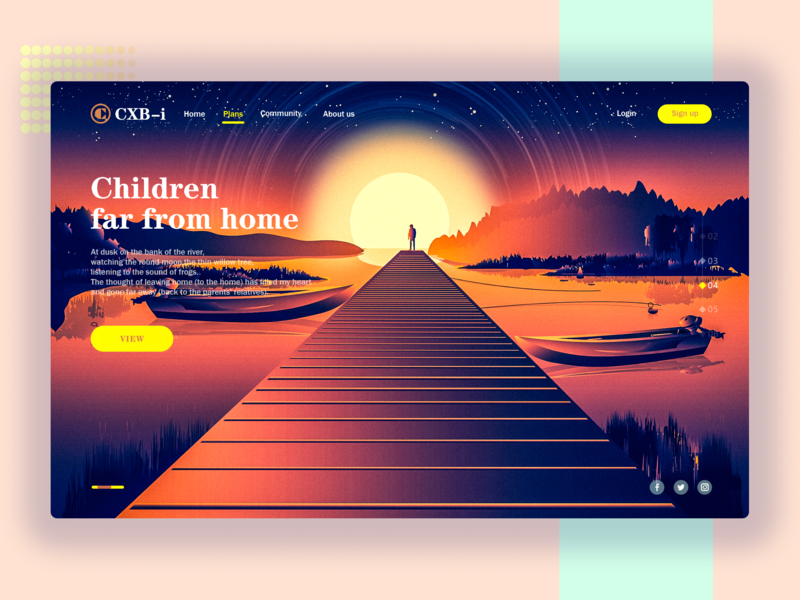 CXB–i
Home
Plans
Community
About us
Login
Sign up
Children
far from home
At dusk on the bank of the river,
watching the round moon the thin willow tree,
listening to the sound of frogs..
The thought of leaving home (to the home) has filled my heart
and gone far away (back to the parents' relatives).
VIEW
02
03
04
05